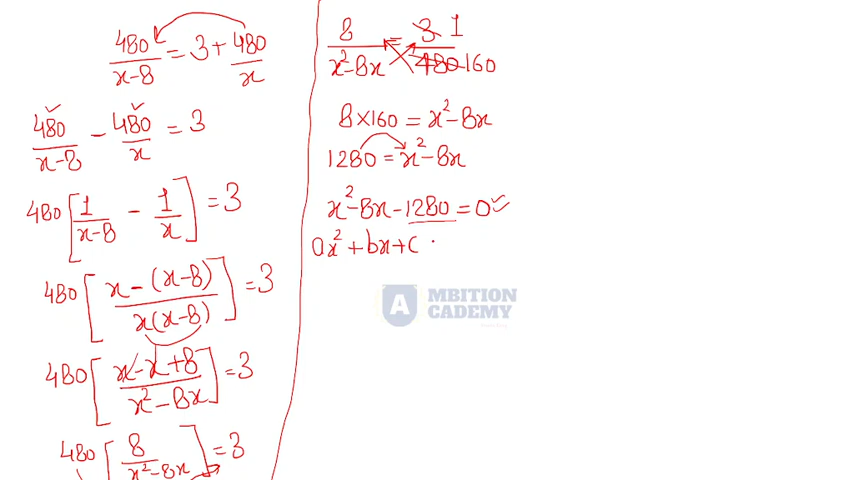 480/(x-8) = 3 + 480/x
480/(x-8) - 480/x = 3
480 [1/(x-8) - 1/x] = 3
480 [(x - (x-8))/(x(x-8))] = 3
480 [(x - x + 8)/(x² - 8x)] = 3
480 [8/(x² - 8x)] = 3
8/(x² - 8x) = 3/480 1/160
8×160 = x² - 8x
1280 = x² - 8x
x² - 8x - 1280 = 0
ax² + bx + c
A MBITION
CADEMY